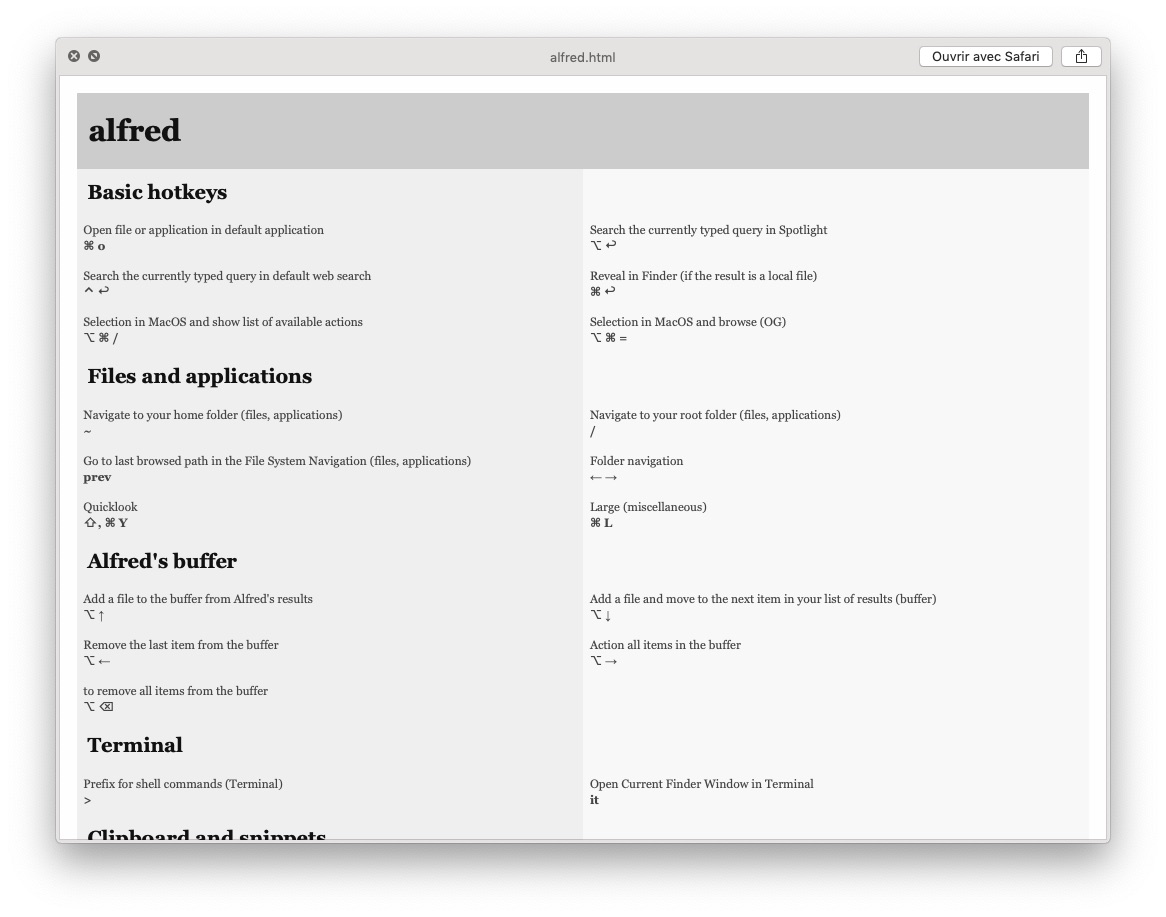 alfred.html
Ouvrir avec Safari
alfred
Basic hotkeys
Open file or application in default application
⌘ o
Search the currently typed query in Spotlight
⌥ ↩
Search the currently typed query in default web search
⌃ ↩
Reveal in Finder (if the result is a local file)
⌘ ↩
Selection in MacOS and show list of available actions
⌥ ⌘ /
Selection in MacOS and browse (OG)
⌥ ⌘ =
Files and applications
Navigate to your home folder (files, applications)
~
Navigate to your root folder (files, applications)
/
Go to last browsed path in the File System Navigation (files, applications)
prev
Folder navigation
← →
Quicklook
⇧, ⌘ Y
Large (miscellaneous)
⌘ L
Alfred's buffer
Add a file to the buffer from Alfred's results
⌥ ↑
Add a file and move to the next item in your list of results (buffer)
⌥ ↓
Remove the last item from the buffer
⌥ ←
Action all items in the buffer
⌥ →
to remove all items from the buffer
⌥ ⌫
Terminal
Prefix for shell commands (Terminal)
>
Open Current Finder Window in Terminal
it
Clipboard and snippets